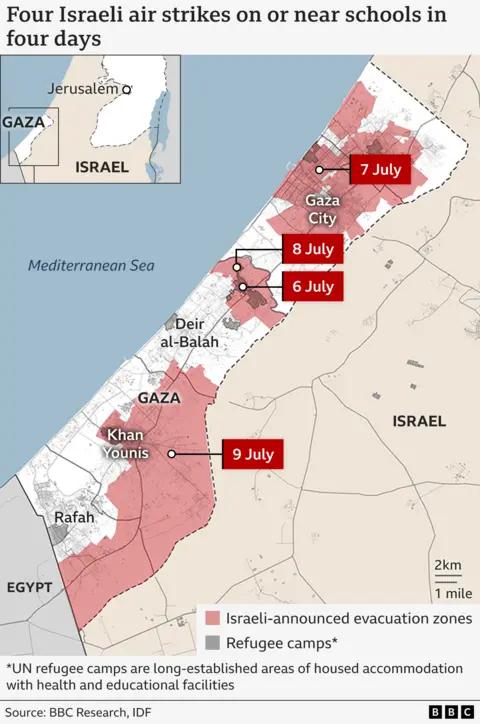 Four Israeli air strikes on or near schools in
four days
Jerusalem
GAZA
ISRAEL
7 July
Gaza
City
8 July
Mediterranean Sea
6 July
Deir
al-Balah
GAZA
ISRAEL
Khan
Younis
9 July
Rafah
2km
EGYPT
1 mile
Israeli-announced evacuation zones
Refugee camps*
*UN refugee camps are long-established areas of housed accommodation
with health and educational facilities
Source: BBC Research, IDF
BBC